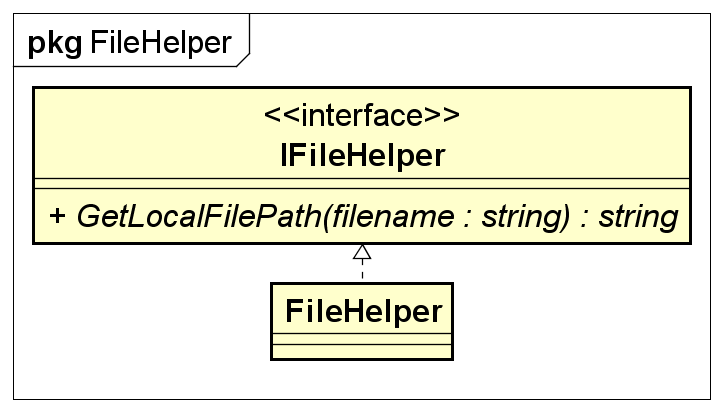 pkg FileHelper
<<interface>>
IFileHelper
+ GetLocalFilePath(filename : string) : string
FileHelper